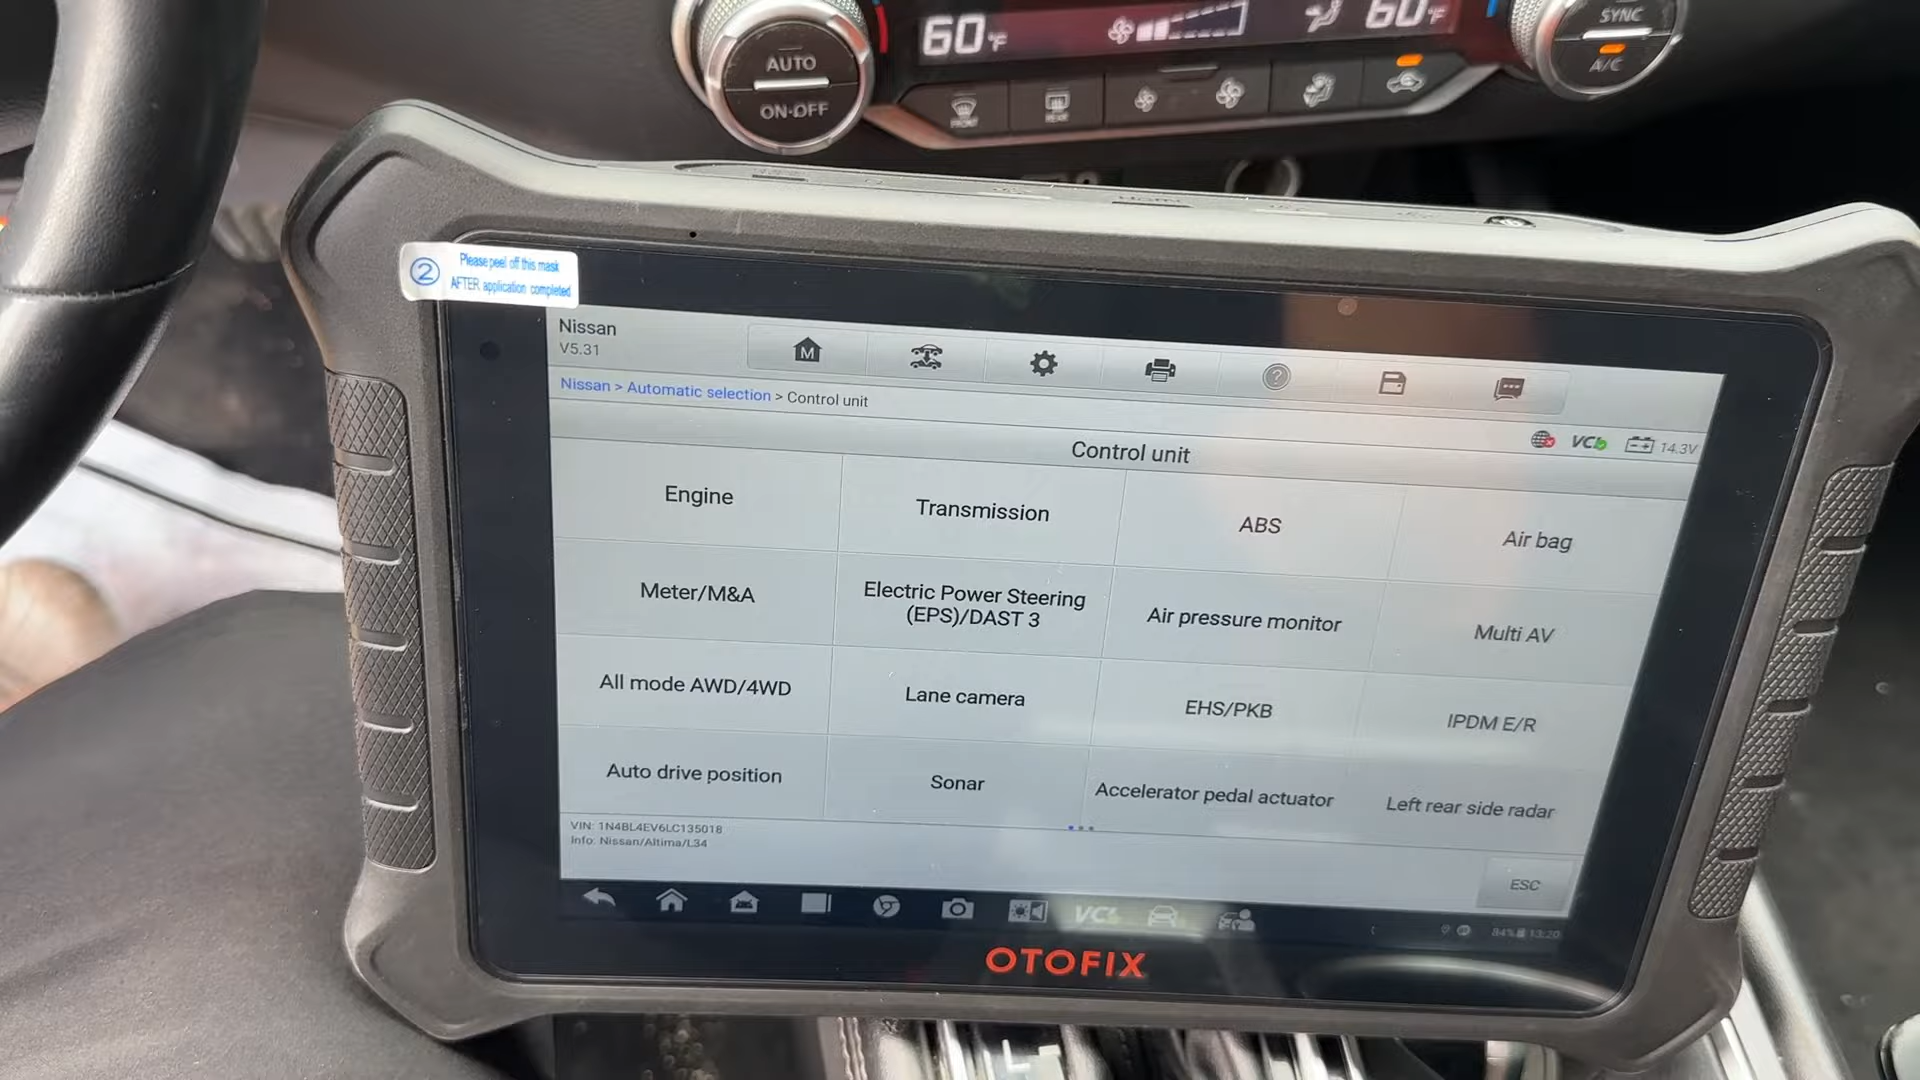 60°F
60°F
AUTO
ON·OFF
FRONT
REAR
SYNC
A/C
2
Please peel off this mask
AFTER application completed
Nissan
V5.31
M
?
Nissan > Automatic selection > Control unit
VCI
14.3V
Control unit
Engine
Transmission
ABS
Air bag
Meter/M&A
Electric Power Steering
(EPS)/DAST 3
Air pressure monitor
Multi AV
All mode AWD/4WD
Lane camera
EHS/PKB
IPDM E/R
Auto drive position
Sonar
Accelerator pedal actuator
Left rear side radar
VIN: 1N4BL4EV6LC135018
Info: Nissan/Altima/L34
ESC
VCI
84%
13:20
OTOFIX